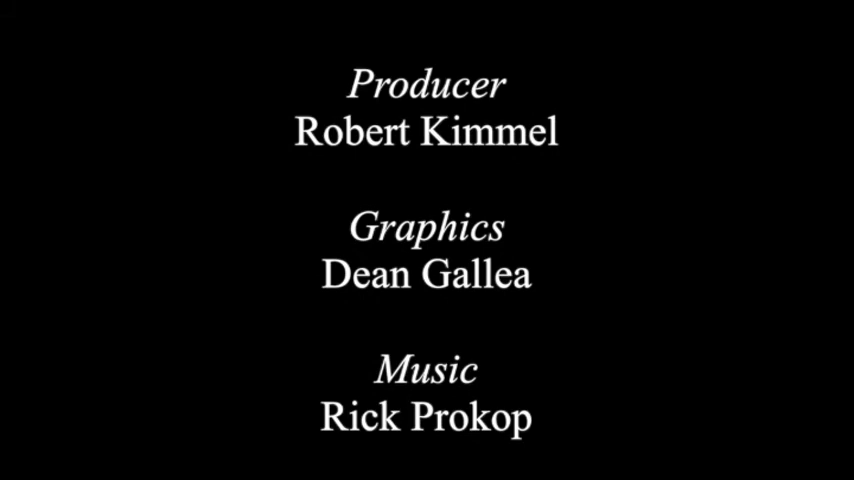 Producer
Robert Kimmel
Graphics
Dean Gallea
Music
Rick Prokop